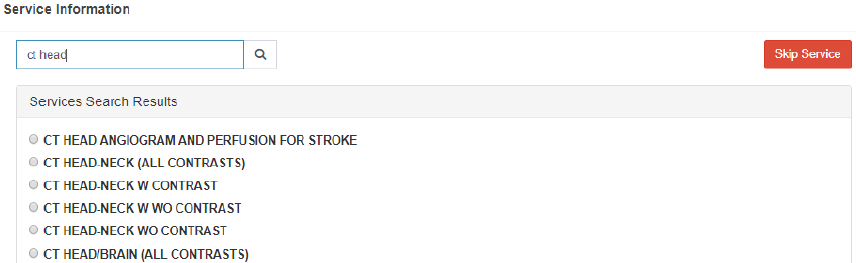 Service Information
ct head
Skip Service
Services Search Results
CT HEAD ANGIOGRAM AND PERFUSION FOR STROKE
CT HEAD-NECK (ALL CONTRASTS)
CT HEAD-NECK W CONTRAST
CT HEAD-NECK W WO CONTRAST
CT HEAD-NECK WO CONTRAST
CT HEAD/BRAIN (ALL CONTRASTS)